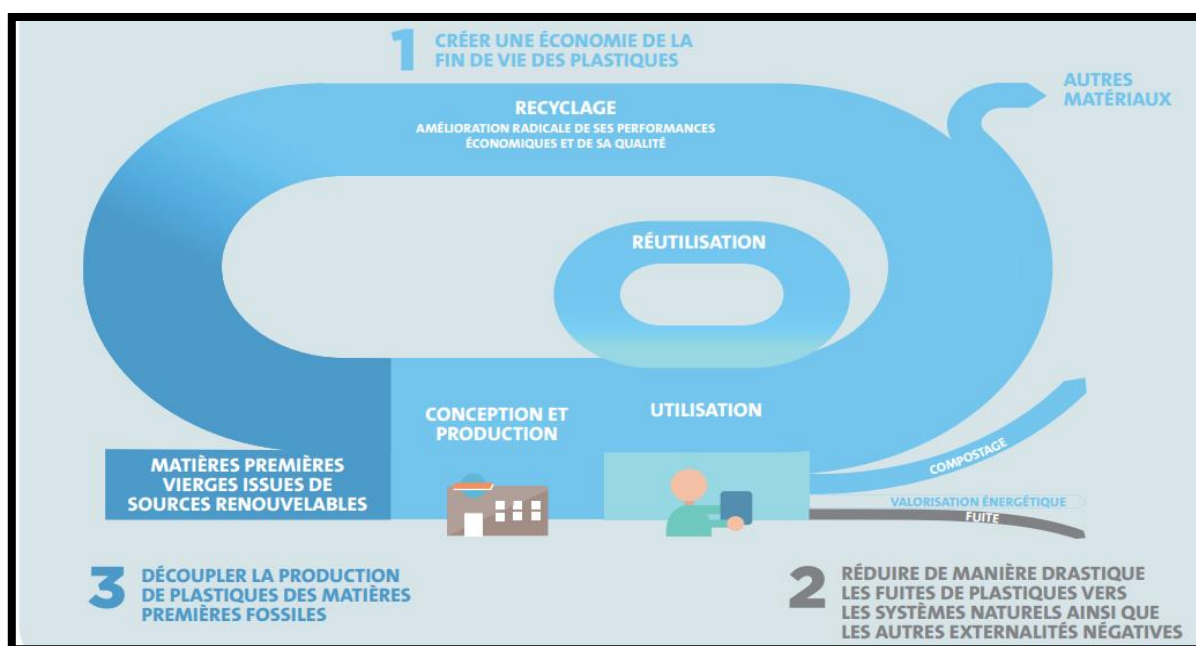 1 CRÉER UNE ÉCONOMIE DE LA
FIN DE VIE DES PLASTIQUES
AUTRES
MATÉRIAUX
RECYCLAGE
AMÉLIORATION RADICALE DE SES PERFORMANCES
ÉCONOMIQUES ET DE SA QUALITÉ
RÉUTILISATION
CONCEPTION ET
PRODUCTION
UTILISATION
MATIÈRES PREMIÈRES
VIERGES ISSUES DE
SOURCES RENOUVELABLES
COMPOSTAGE
VALORISATION ÉNERGÉTIQUE
FUITE
3 DÉCOUPLER LA PRODUCTION
DE PLASTIQUES DES MATIÈRES
PREMIÈRES FOSSILES
2 RÉDUIRE DE MANIÈRE DRASTIQUE
LES FUITES DE PLASTIQUES VERS
LES SYSTÈMES NATURELS AINSI QUE
LES AUTRES EXTERNALITÉS NÉGATIVES